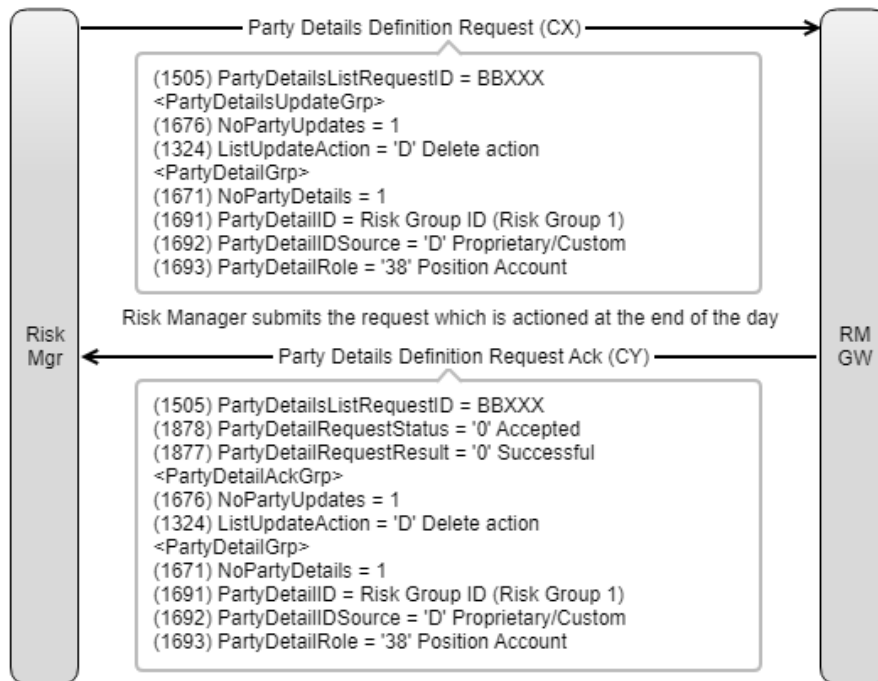 Party Details Definition Request (CX)
(1505) PartyDetailsListRequestID = BBXXX
<PartyDetailsUpdateGrp>
(1676) NoPartyUpdates = 1
(1324) ListUpdateAction = 'D' Delete action
<PartyDetailGrp>
(1671) NoPartyDetails = 1
(1691) PartyDetailID = Risk Group ID (Risk Group 1)
(1692) PartyDetailIDSource = 'D' Proprietary/Custom
(1693) PartyDetailRole = '38' Position Account
Risk Manager submits the request which is actioned at the end of the day
Risk
Mgr
RM
GW
Party Details Definition Request Ack (CY)
(1505) PartyDetailsListRequestID = BBXXX
(1878) PartyDetailRequestStatus = '0' Accepted
(1877) PartyDetailRequestResult = '0' Successful
<PartyDetailAckGrp>
(1676) NoPartyUpdates = 1
(1324) ListUpdateAction = 'D' Delete action
<PartyDetailGrp>
(1671) NoPartyDetails = 1
(1691) PartyDetailID = Risk Group ID (Risk Group 1)
(1692) PartyDetailIDSource = 'D' Proprietary/Custom
(1693) PartyDetailRole = '38' Position Account